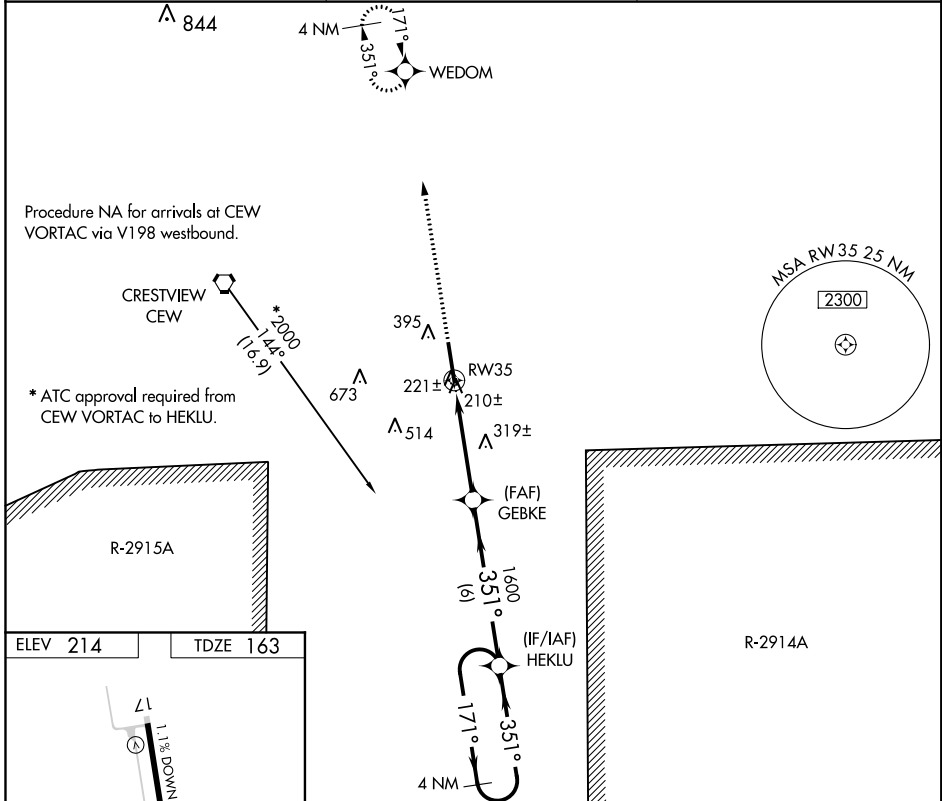 844
4 NM
171°
351°
WEDOM
Procedure NA for arrivals at CEW
VORTAC via V198 westbound.
CRESTVIEW
CEW
*2000
144°
(16.9)
MSA RW35 25 NM
2300
395
RW35
221±
210±
673
* ATC approval required from
CEW VORTAC to HEKLU.
514
319±
(FAF)
GEBKE
R-2915A
1600
351°
(6)
R-2914A
(IF/IAF)
HEKLU
171°
351°
4 NM
ELEV 214
TDZE 163
17
1.1% DOWN